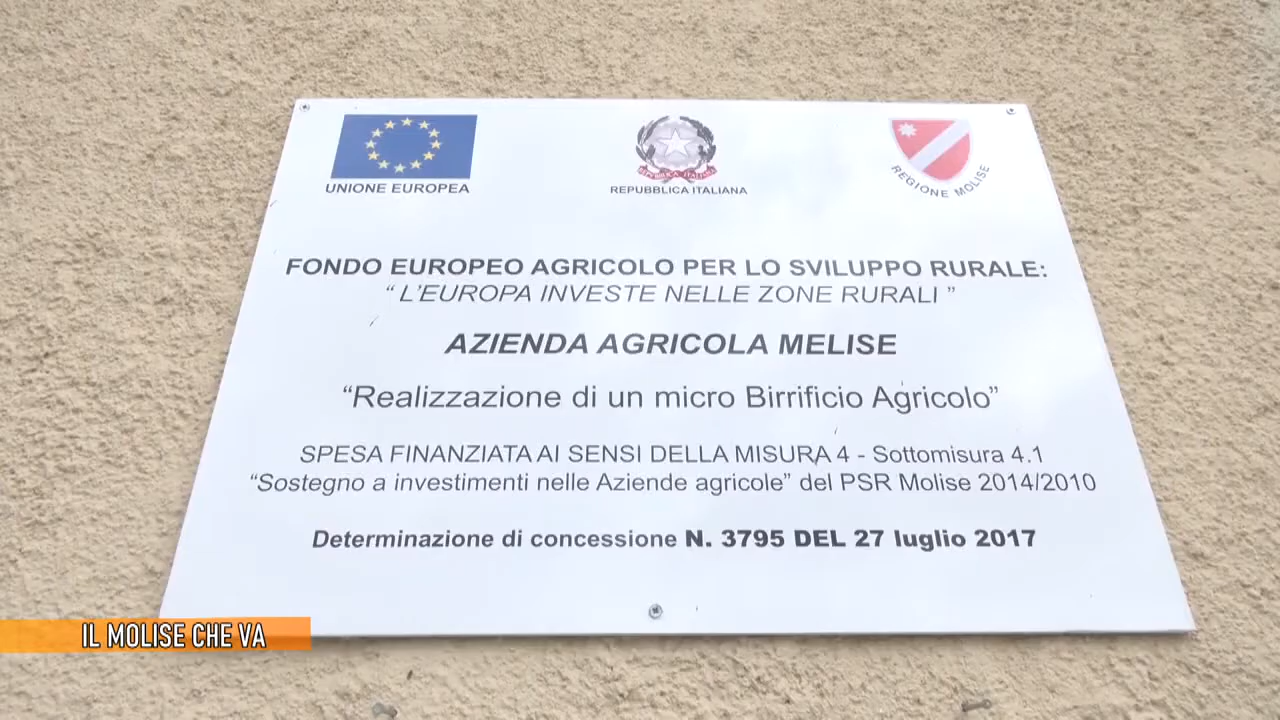 UNIONE EUROPEA
REPUBBLICA ITALIANA
REPUBBLICA ITALIANA
REGIONE MOLISE
FONDO EUROPEO AGRICOLO PER LO SVILUPPO RURALE:
“ L’EUROPA INVESTE NELLE ZONE RURALI ”
AZIENDA AGRICOLA MELISE
“Realizzazione di un micro Birrificio Agricolo”
SPESA FINANZIATA AI SENSI DELLA MISURA 4 - Sottomisura 4.1
“Sostegno a investimenti nelle Aziende agricole” del PSR Molise 2014/2010
Determinazione di concessione N. 3795 DEL 27 luglio 2017
IL MOLISE CHE VA